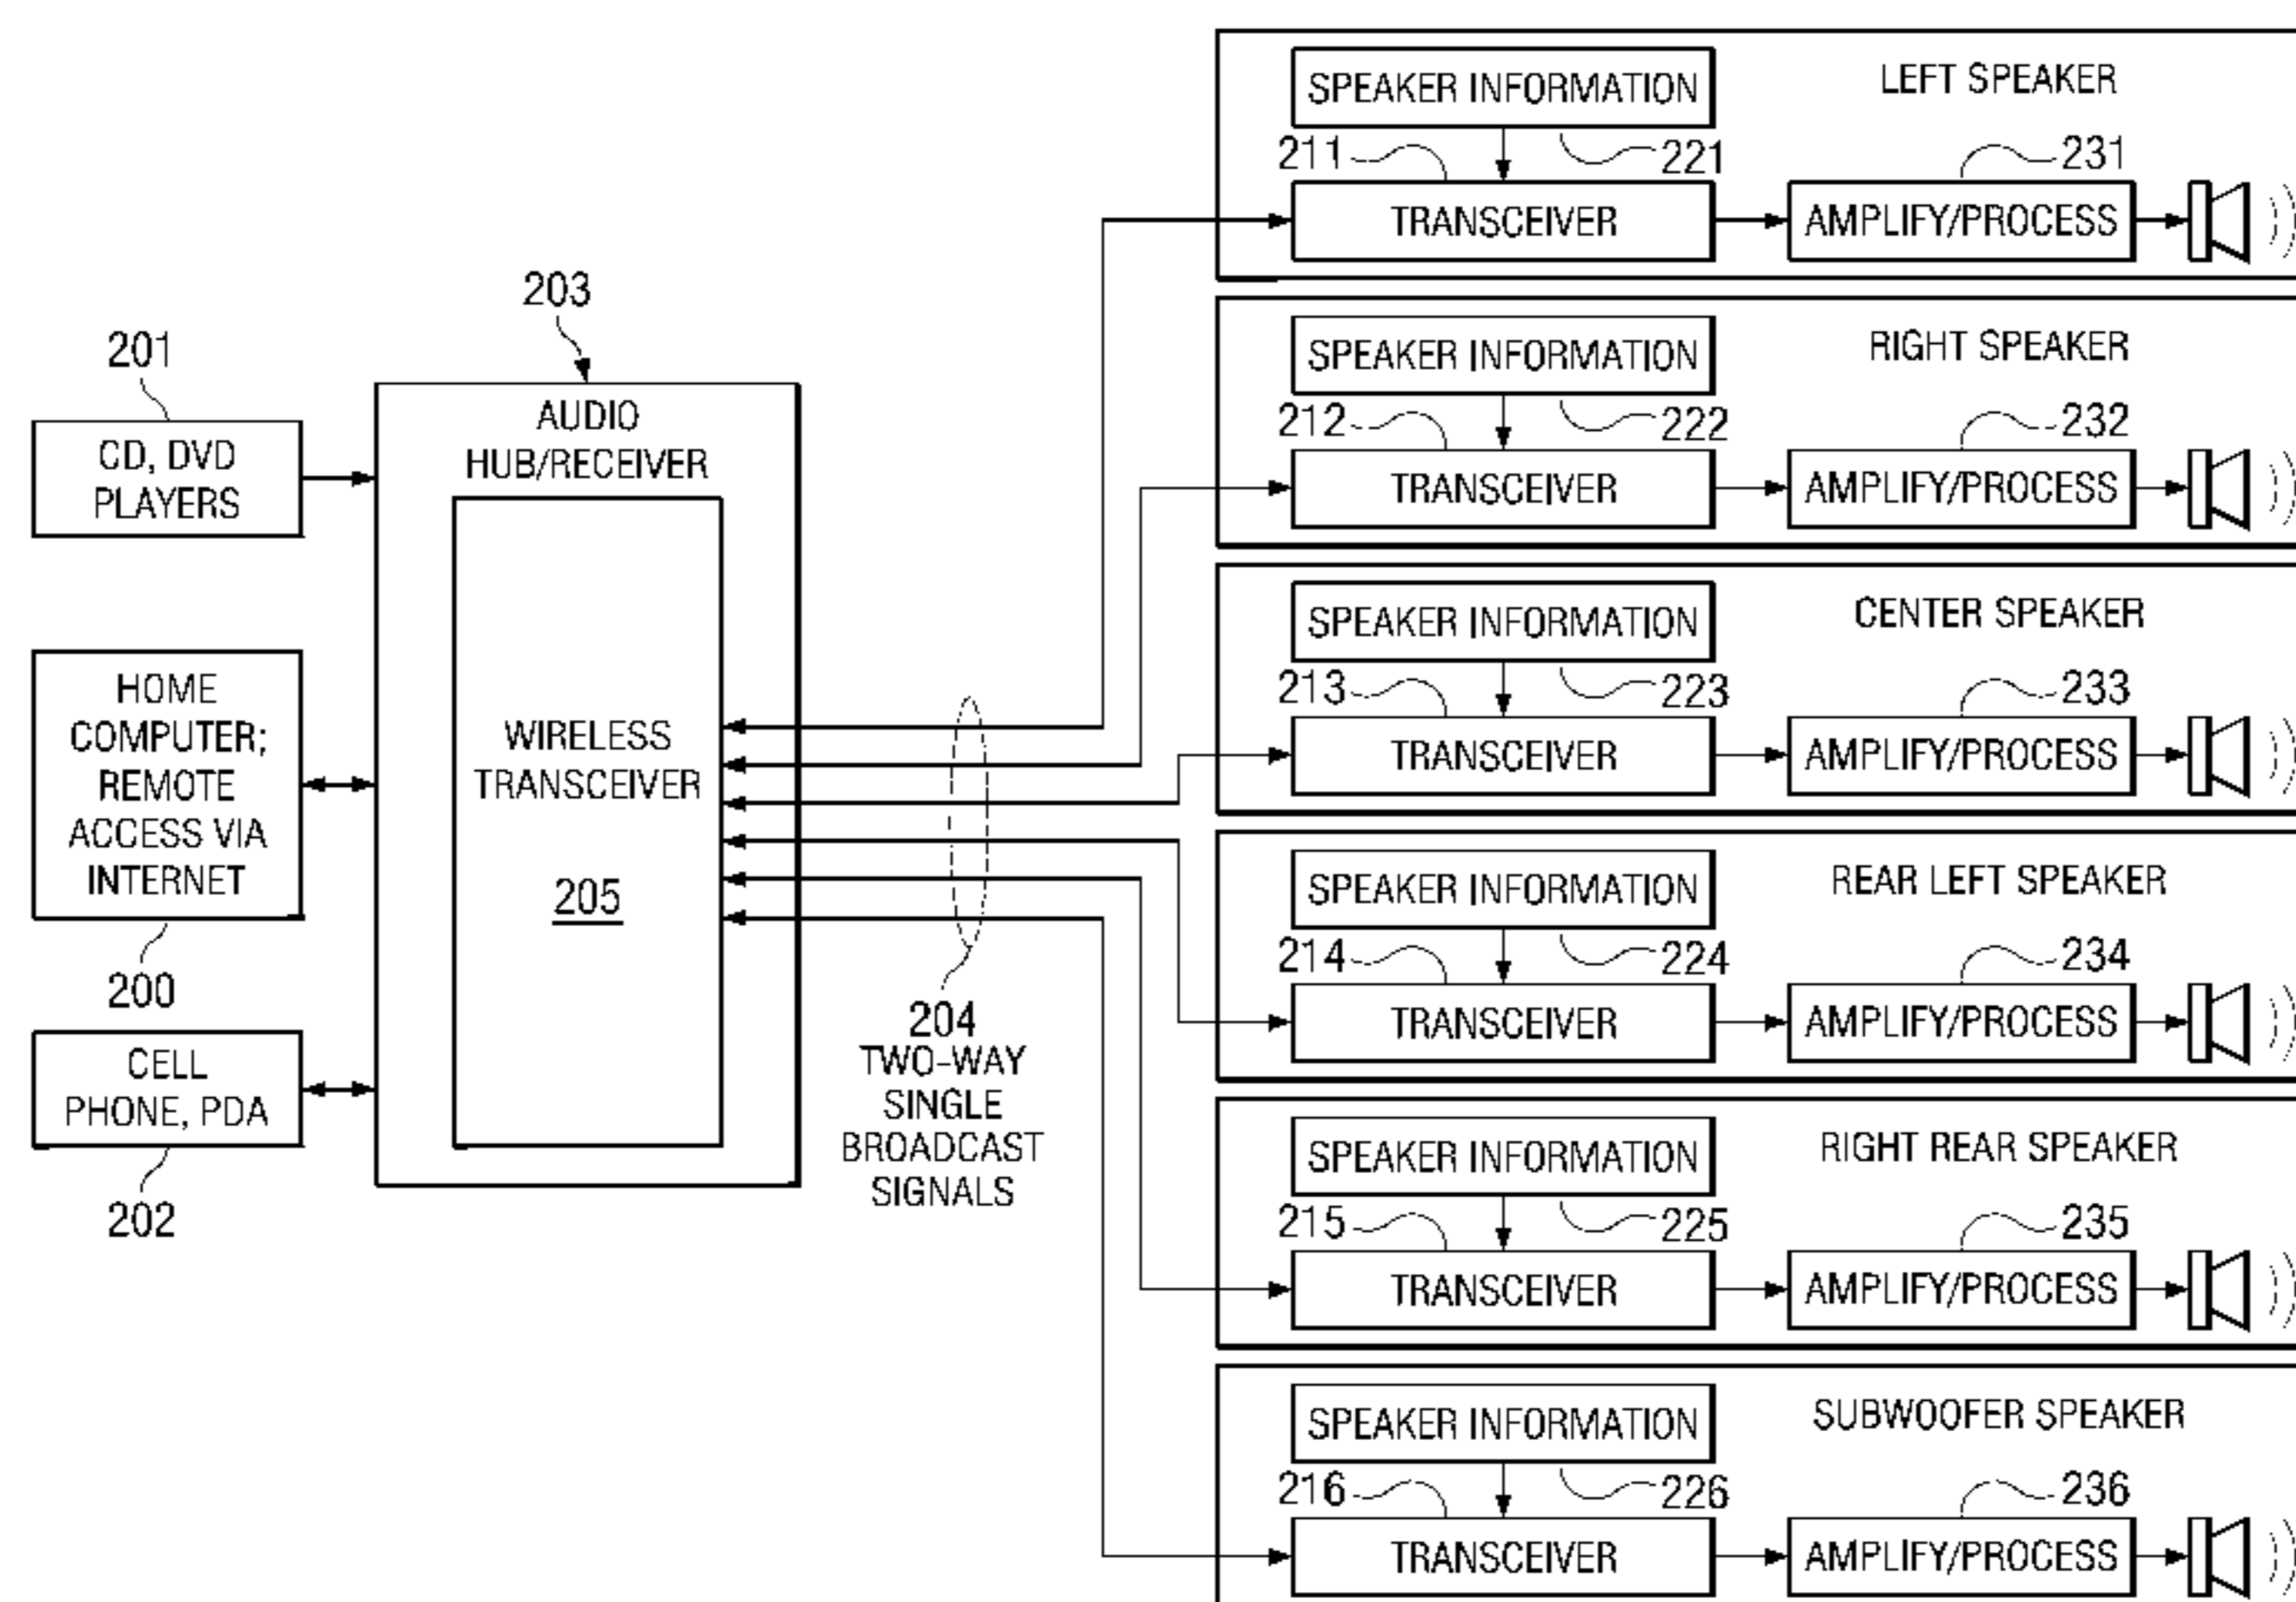 203
201
CD, DVD
PLAYERS
HOME
COMPUTER;
REMOTE
ACCESS VIA
INTERNET
200
CELL
PHONE, PDA
202
AUDIO
HUB/RECEIVER
WIRELESS
TRANSCEIVER
205
204
TWO-WAY
SINGLE
BROADCAST
SIGNALS
SPEAKER INFORMATION
LEFT SPEAKER
211
221
231
TRANSCEIVER
AMPLIFY/PROCESS
SPEAKER INFORMATION
RIGHT SPEAKER
212
222
232
TRANSCEIVER
AMPLIFY/PROCESS
SPEAKER INFORMATION
CENTER SPEAKER
213
223
233
TRANSCEIVER
AMPLIFY/PROCESS
SPEAKER INFORMATION
REAR LEFT SPEAKER
214
224
234
TRANSCEIVER
AMPLIFY/PROCESS
SPEAKER INFORMATION
RIGHT REAR SPEAKER
215
225
235
TRANSCEIVER
AMPLIFY/PROCESS
SPEAKER INFORMATION
SUBWOOFER SPEAKER
216
226
236
TRANSCEIVER
AMPLIFY/PROCESS